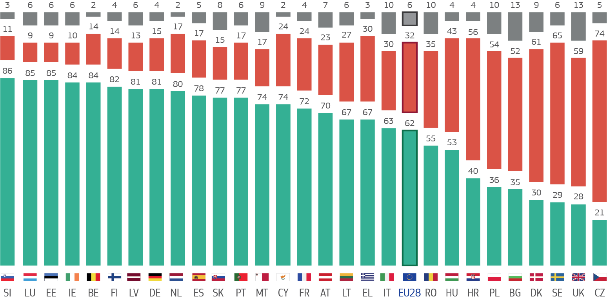 3 6 6 6 2 4 6 4 2 5 8 6 9 2 4 7 6 3 10 6 10 4 4 10 13 9 6 13 5
11 9 9 10 14 14 13 15 17 17 15 17 17 24 24 23 27 30 30 32 35 43 56 54 52 61 65 59 74
86 85 85 84 84 82 81 81 80 78 77 77 74 74 72 70 67 67 63 62 55 53 40 36 35 30 29 28 21
SI LU EE IE BE FI LV DE NL ES SK PT MT CY FR AT LT EL IT EU28 RO HU HR PL BG DK SE UK CZ